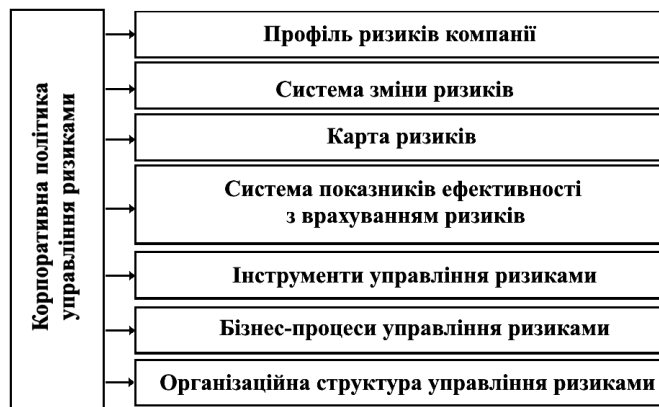 Корпоративна політика
управління ризиками
Профіль ризиків компанії
Система зміни ризиків
Карта ризиків
Система показників ефективності
з врахуванням ризиків
Інструменти управління ризиками
Бізнес-процеси управління ризиками
Організаційна структура управління ризиками